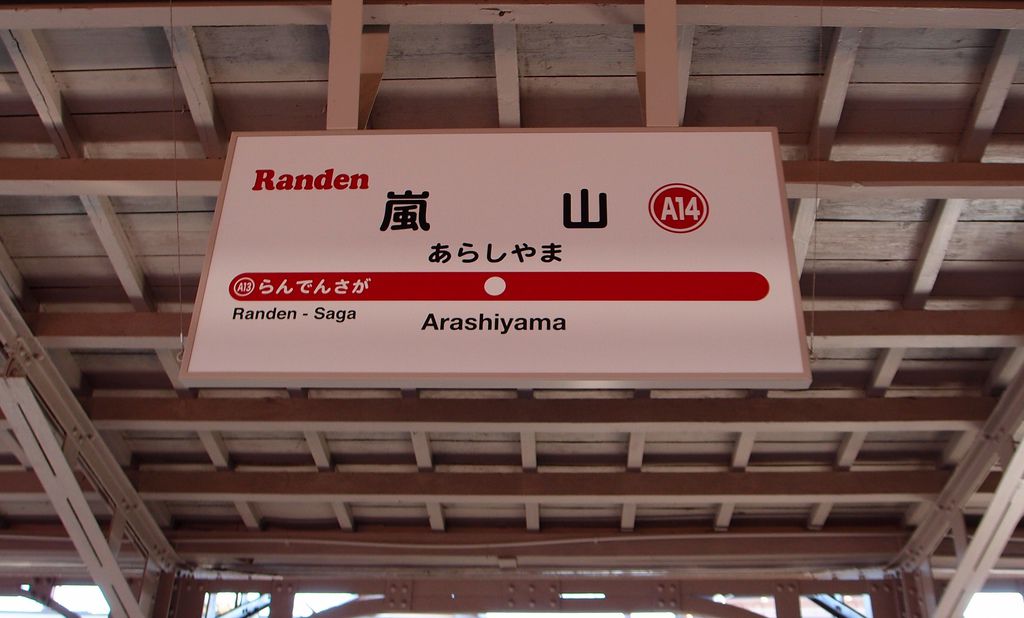 Randen
嵐 山 A14
あらしやま
A13 らんでんさが
Randen - Saga
Arashiyama